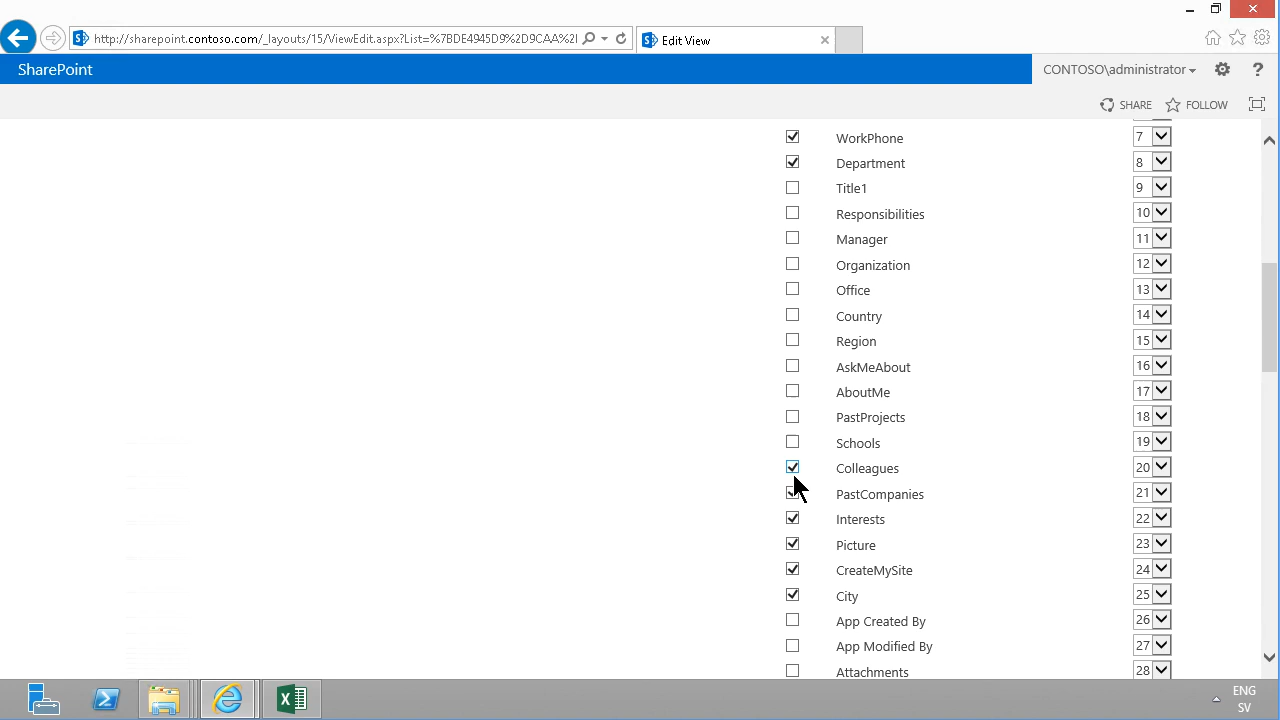 http://sharepoint.contoso.com/_layouts/15/ViewEdit.aspx?List=%7BDE4945D9%2D9CAA%2I
Edit View
SharePoint
CONTOSO\administrator
?
SHARE
FOLLOW
WorkPhone 7
Department 8
Title1 9
Responsibilities 10
Manager 11
Organization 12
Office 13
Country 14
Region 15
AskMeAbout 16
AboutMe 17
PastProjects 18
Schools 19
Colleagues 20
PastCompanies 21
Interests 22
Picture 23
CreateMySite 24
City 25
App Created By 26
App Modified By 27
Attachments 28
ENG
SV